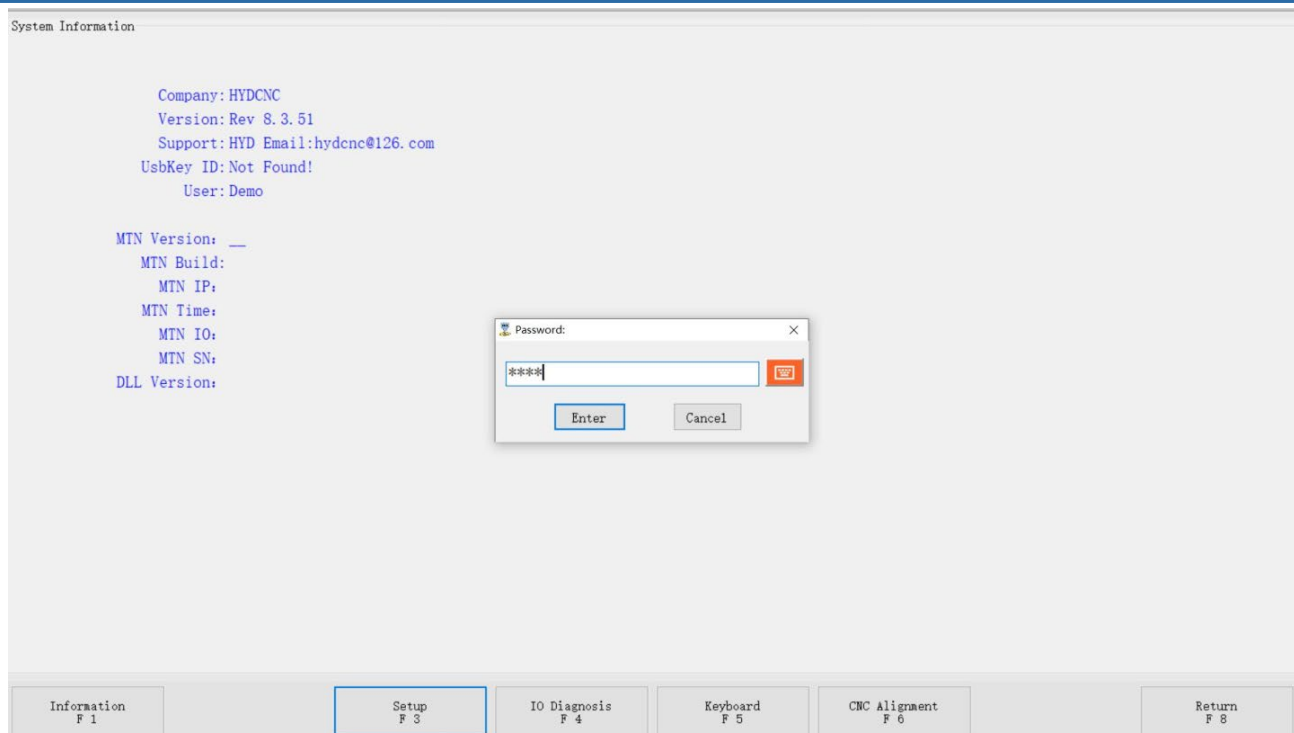 System Information
Company: HYDCNC
Version: Rev 8.3.51
Support: HYD Email:hydcnc@126.com
UsbKey ID: Not Found!
User: Demo
MTN Version: __
MTN Build:
MTN IP:
MTN Time:
MTN IO:
MTN SN:
DLL Version:
Password:
****
Enter Cancel
Information Setup IO Diagnosis Keyboard CNC Alignment Return
F 1 F 3 F 4 F 5 F 6 F 8